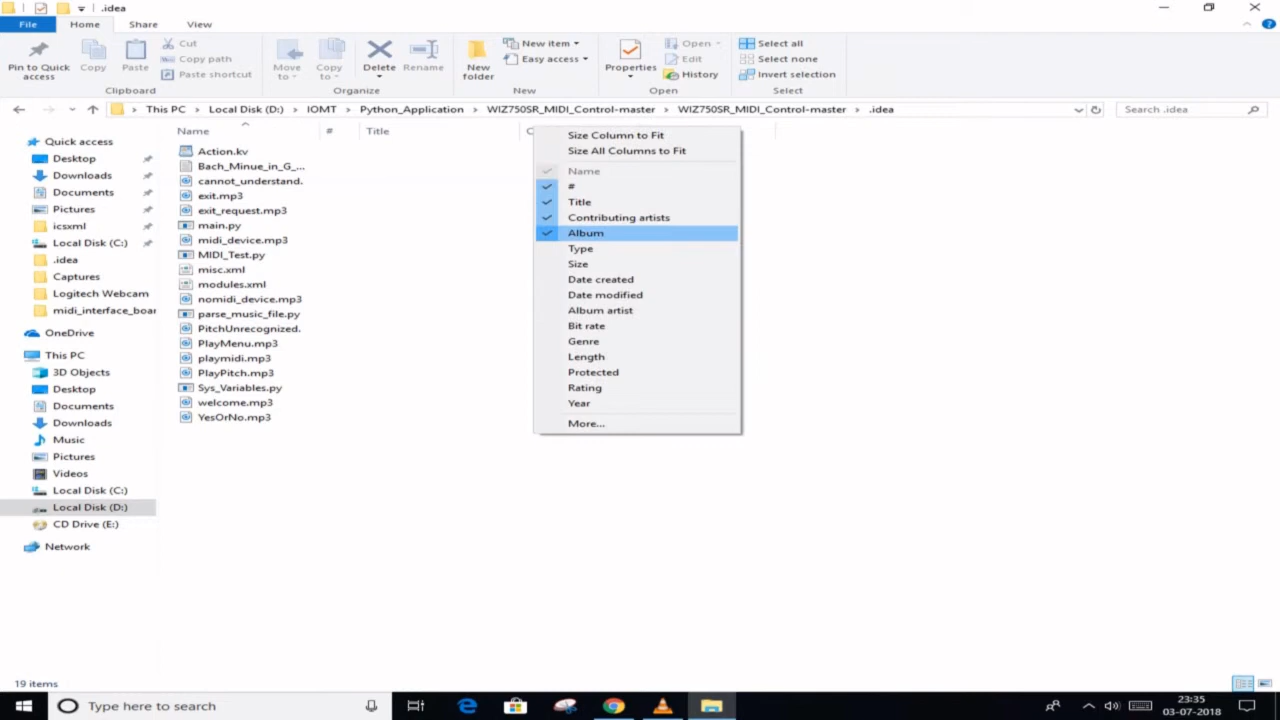 .idea
File Home Share View
Pin to Quick access
Copy
Paste
Cut
Copy path
Paste shortcut
Clipboard
Move to
Copy to
Delete
Rename
Organize
New folder
New item
Easy access
New
Properties
Open
Edit
History
Open
Select all
Select none
Invert selection
Select
This PC > Local Disk (D:) > IOMT > Python_Application > WIZ750SR_MIDI_Control-master > WIZ750SR_MIDI_Control-master > .idea
Search .idea
Quick access
Desktop
Downloads
Documents
Pictures
icsxml
Local Disk (C:)
.idea
Captures
Logitech Webcam
midi_interface_boar
OneDrive
This PC
3D Objects
Desktop
Documents
Downloads
Music
Pictures
Videos
Local Disk (C:)
Local Disk (D:)
CD Drive (E:)
Network
Name # Title
Action.kv
Bach_Minue_in_G_...
cannot_understand.
exit.mp3
exit_request.mp3
main.py
midi_device.mp3
MIDI_Test.py
misc.xml
modules.xml
nomidi_device.mp3
parse_music_file.py
PitchUnrecognized.
PlayMenu.mp3
playmidi.mp3
PlayPitch.mp3
Sys_Variables.py
welcome.mp3
YesOrNo.mp3
Size Column to Fit
Size All Columns to Fit
Name
#
Title
Contributing artists
Album
Type
Size
Date created
Date modified
Album artist
Bit rate
Genre
Length
Protected
Rating
Year
More...
19 items
Type here to search
23:35
03-07-2018